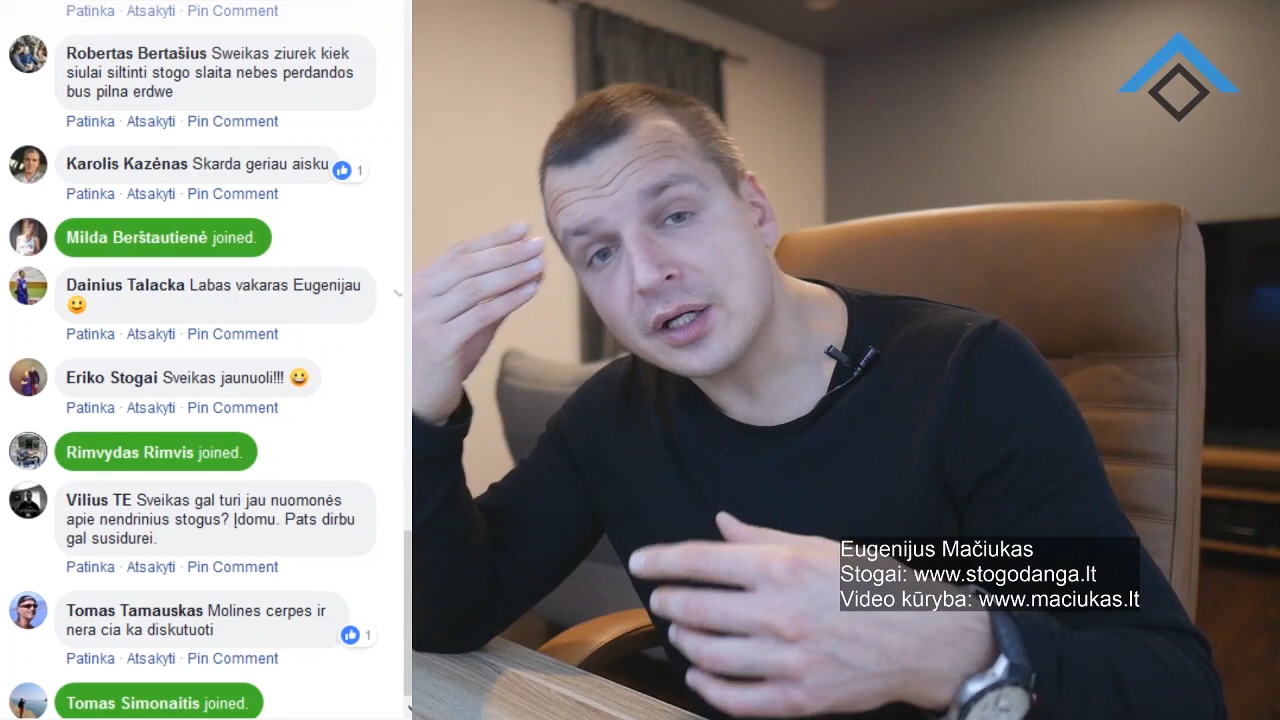 Patinka · Atsakyti · Pin Comment
Robertas Bertašius Sweikas ziurek kiek
siulai siltinti stogo slaita nebes perdandos
bus pilna erdwe
Patinka · Atsakyti · Pin Comment
Karolis Kazėnas Skarda geriau aisku
1
Patinka · Atsakyti · Pin Comment
Milda Berštautienė joined.
Dainius Talacka Labas vakaras Eugenijau
Patinka · Atsakyti · Pin Comment
Eriko Stogai Sveikas jaunuoli!!!
Patinka · Atsakyti · Pin Comment
Rimvydas Rimvis joined.
Vilius TE Sveikas gal turi jau nuomonės
apie nendrinius stogus? Įdomu. Pats dirbu
gal susidurei.
Patinka · Atsakyti · Pin Comment
Tomas Tamauskas Molines cerpes ir
nera cia ka diskutuoti
1
Patinka · Atsakyti · Pin Comment
Tomas Simonaitis joined.
Eugenijus Mačiukas
Stogai: www.stogodanga.lt
Video kūryba: www.maciukas.lt